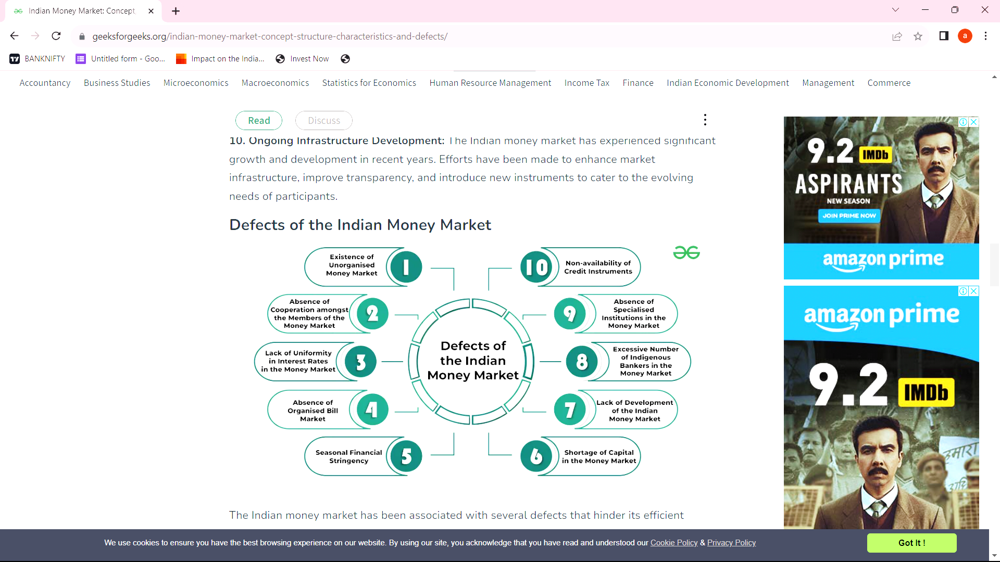 Indian Money Market: Concept
geeksforgeeks.org/indian-money-market-concept-structure-characteristics-and-defects/
a
BANKNIFTY
Untitled form - Goo...
Impact on the India...
Invest Now
Accountancy Business Studies Microeconomics Macroeconomics Statistics for Economics Human Resource Management Income Tax Finance Indian Economic Development Management Commerce
Read
Discuss
10. Ongoing Infrastructure Development: The Indian money market has experienced significant
growth and development in recent years. Efforts have been made to enhance market
infrastructure, improve transparency, and introduce new instruments to cater to the evolving
needs of participants.
Defects of the Indian Money Market
Existence of
Unorganised
Money Market
1
Absence of
Cooperation amongst
the Members of the
Money Market
2
Lack of Uniformity
in Interest Rates
in the Money Market
3
Absence of
Organised Bill
Market
4
Seasonal Financial
Stringency
5
Defects of
the Indian
Money Market
10
Non-availability of
Credit Instruments
9
Absence of
Specialised
Institutions in the
Money Market
8
Excessive Number
of Indigenous
Bankers in the
Money Market
7
Lack of Development
of the Indian
Money Market
6
Shortage of Capital
in the Money Market
The Indian money market has been associated with several defects that hinder its efficient
9.2 IMDb
ASPIRANTS
NEW SEASON
JOIN PRIME NOW
amazon prime
amazon prime
9.2 IMDb
हमारा
We use cookies to ensure you have the best browsing experience on our website. By using our site, you acknowledge that you have read and understood our Cookie Policy & Privacy Policy
Got It !